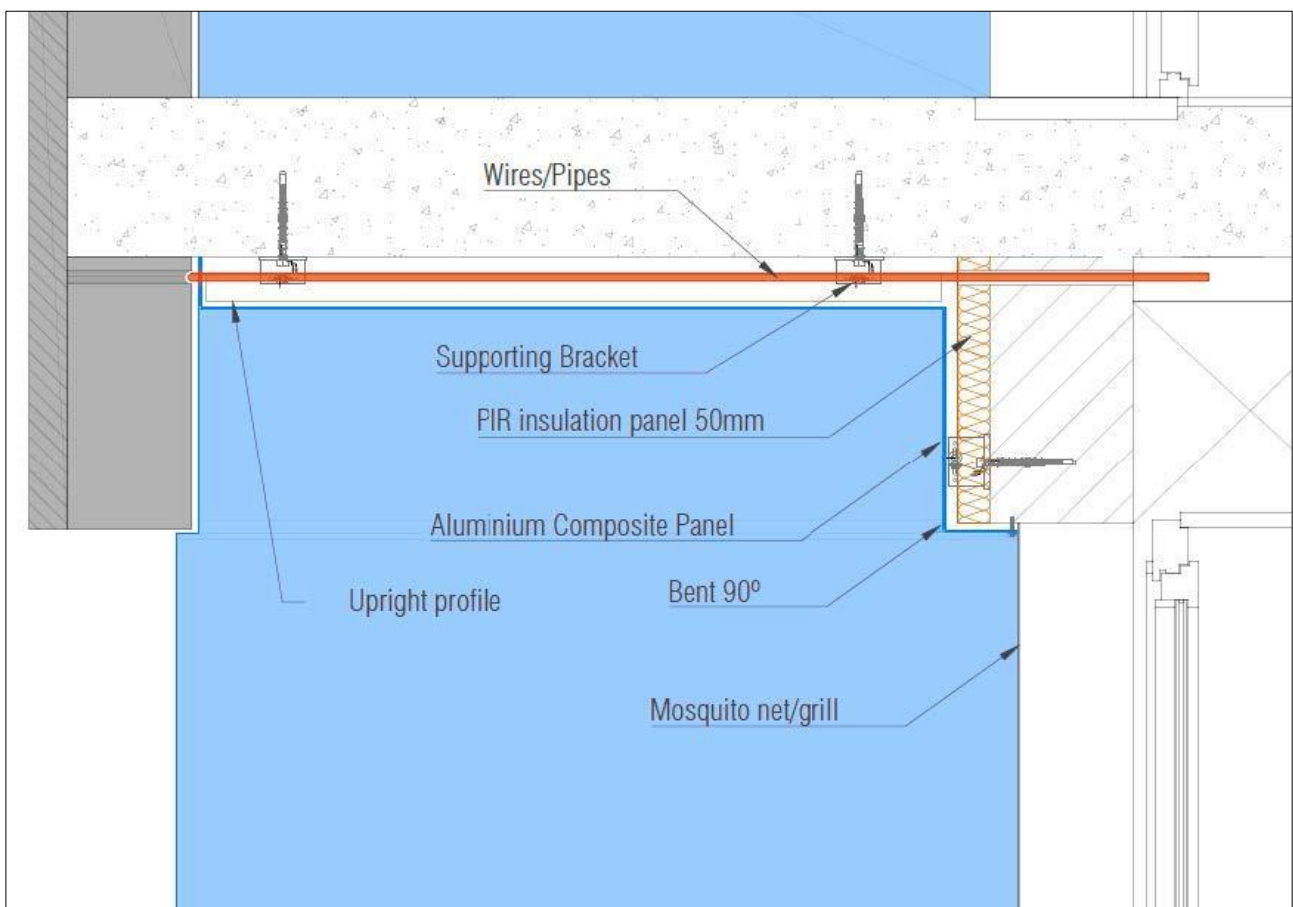 Wires/Pipes
Supporting Bracket
PIR insulation panel 50mm
Aluminium Composite Panel
Bent 90º
Upright profile
Mosquito net/grill